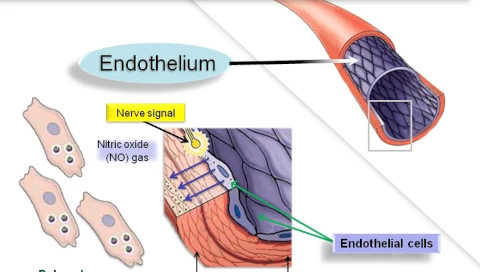 Endothelium
Nerve signal
Nitric oxide
(NO) gas
Endothelial cells